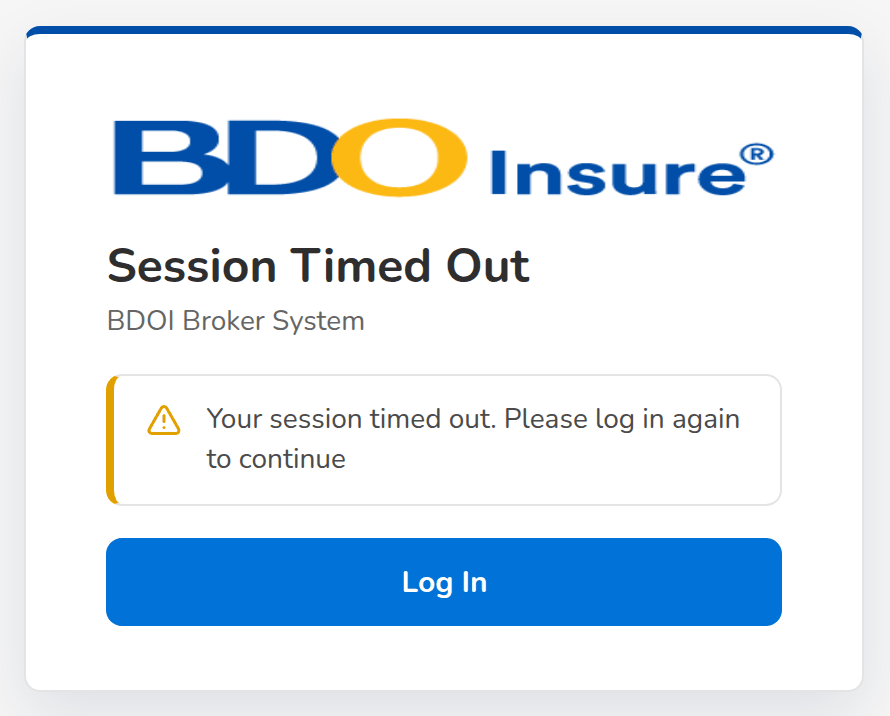 BDO Insure®
Session Timed Out
BDOI Broker System
Your session timed out. Please log in again
to continue
Log In